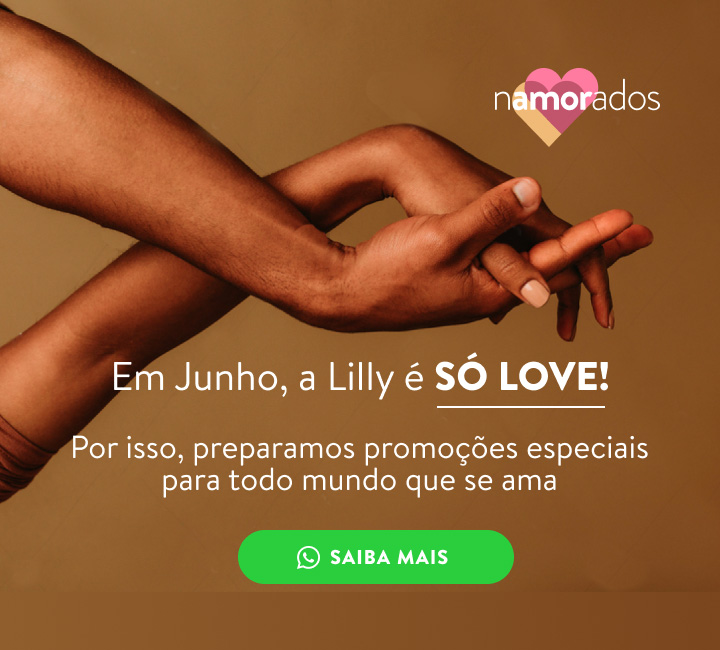 namorados
Em Junho, a Lilly é SÓ LOVE!
Por isso, preparamos promoções especiais
para todo mundo que se ama
SAIBA MAIS